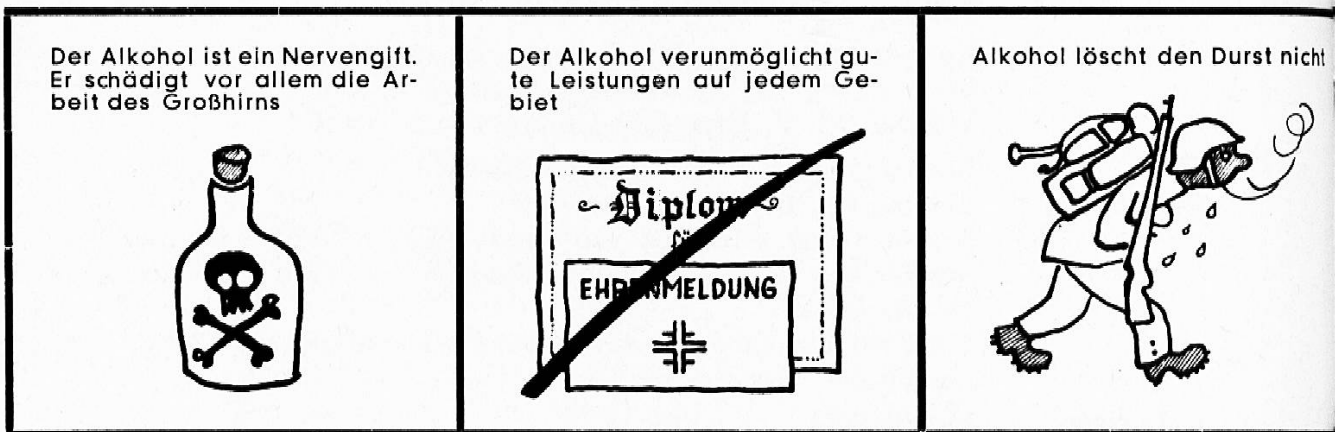 Der Alkohol ist ein Nervengift.
Er schädigt vor allem die Ar-
beit des Großhirns
Der Alkohol verunmöglicht gu-
te Leistungen auf jedem Ge-
biet
Diplom
für
EHRENMELDUNG
Alkohol löscht den Durst nicht